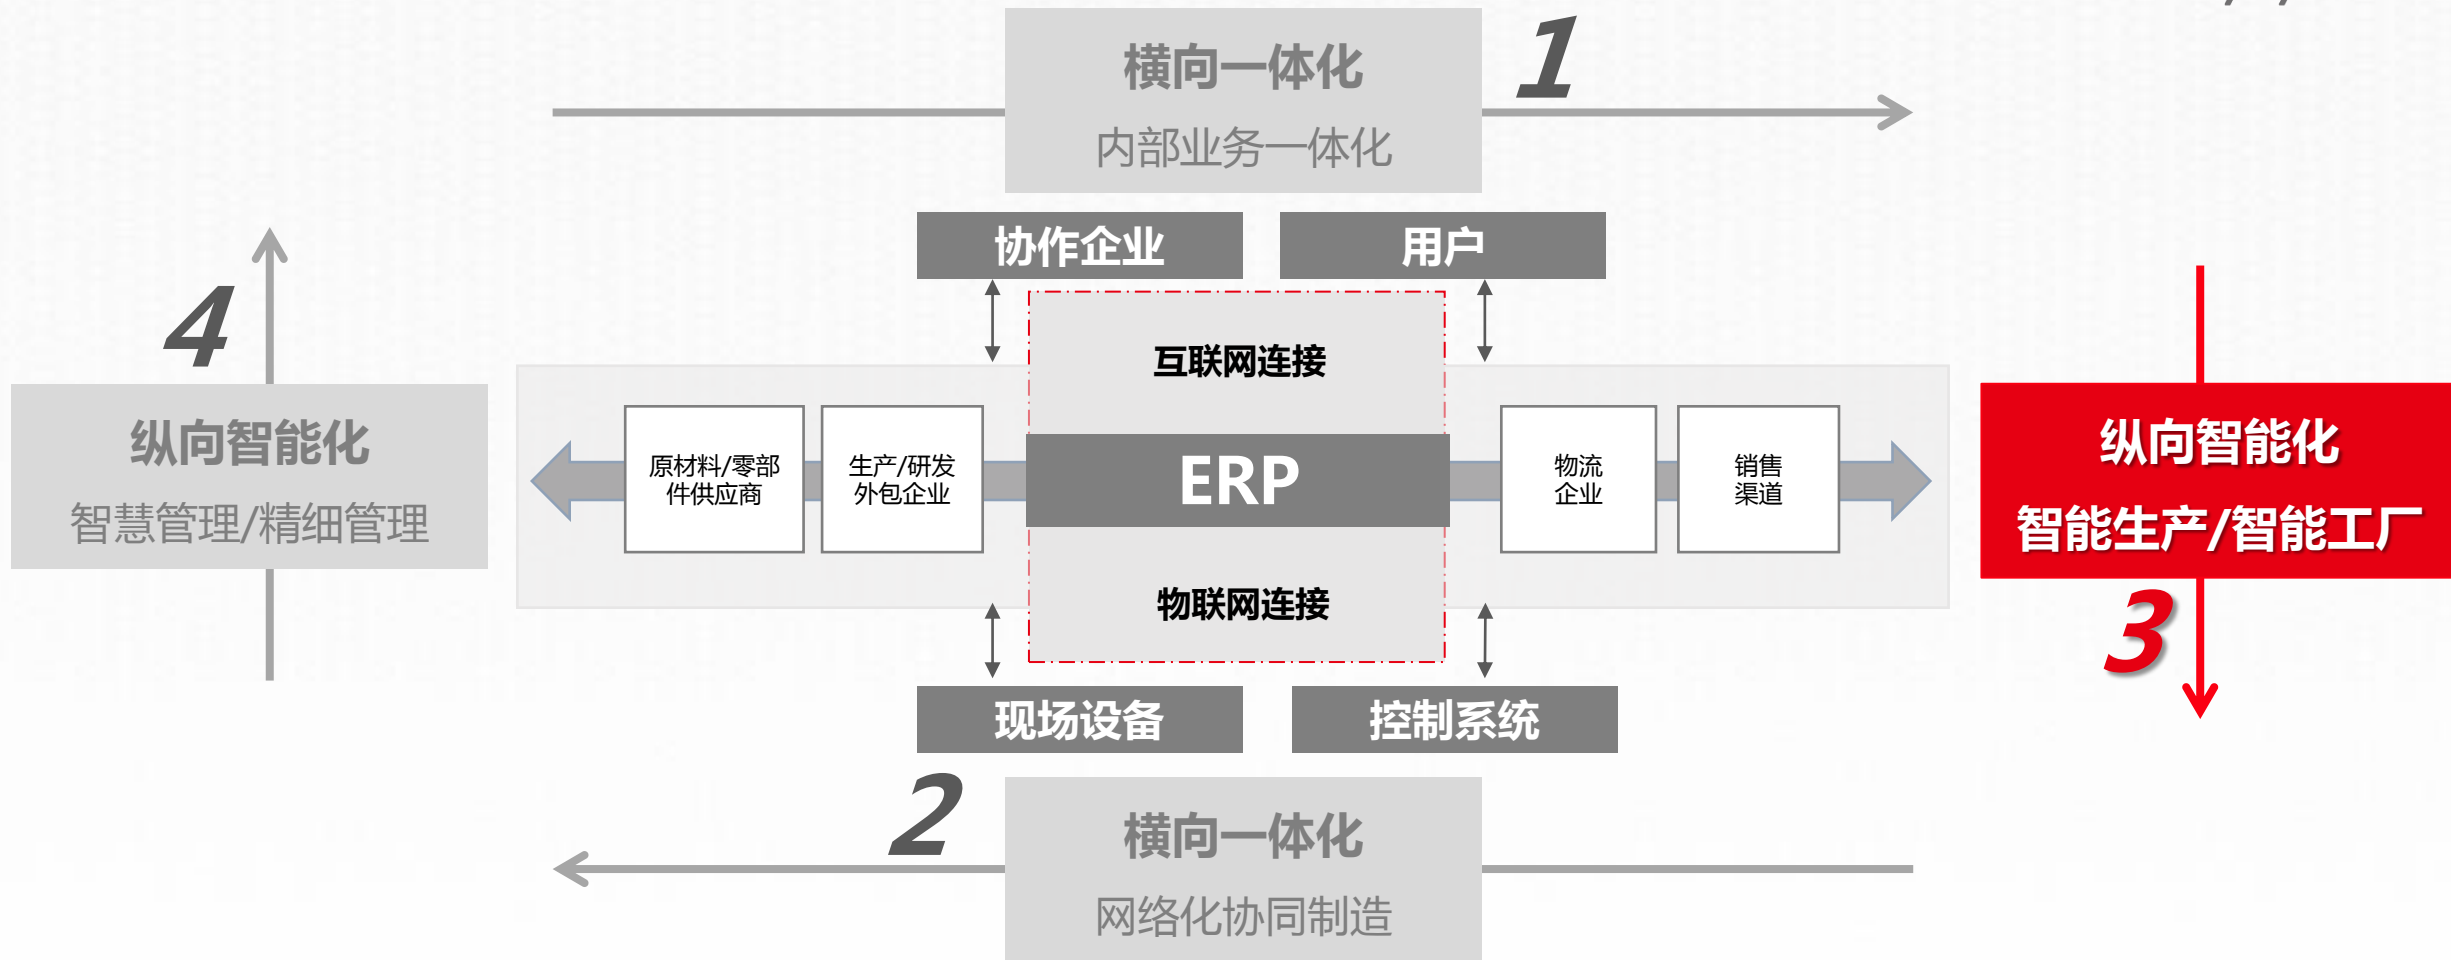 横向一体化
内部业务一体化
1
协作企业
用户
4
互联网连接
纵向智能化
智慧管理/精细管理
原材料/零部
件供应商
生产/研发
外包企业
ERP
物流
企业
销售
渠道
纵向智能化
智能生产/智能工厂
3
物联网连接
现场设备
控制系统
2
横向一体化
网络化协同制造